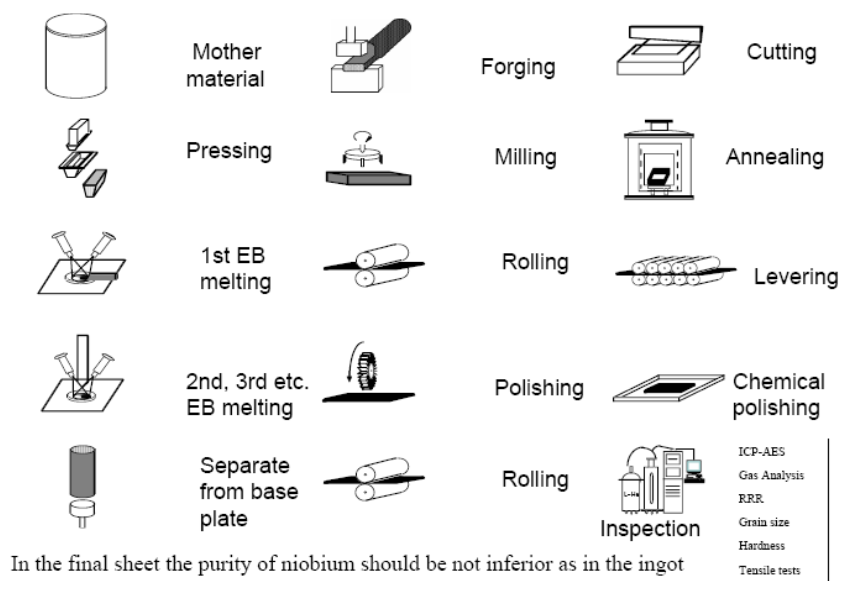 Mother
material
Pressing
1st EB
melting
2nd, 3rd etc.
EB melting
Separate
from base
plate
Forging
Milling
Rolling
Polishing
Rolling
Cutting
Annealing
Levering
Chemical
polishing
L-He
Inspection
ICP-AES
Gas Analysis
RRR
Grain size
Hardness
Tensile tests
In the final sheet the purity of niobium should be not inferior as in the ingot